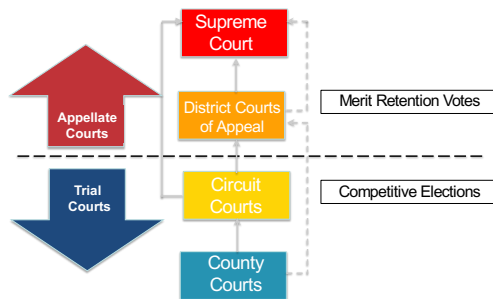 Supreme
Court
Appellate
Courts
District Courts
of Appeal
Merit Retention Votes
Trial
Courts
Circuit
Courts
Competitive Elections
County
Courts